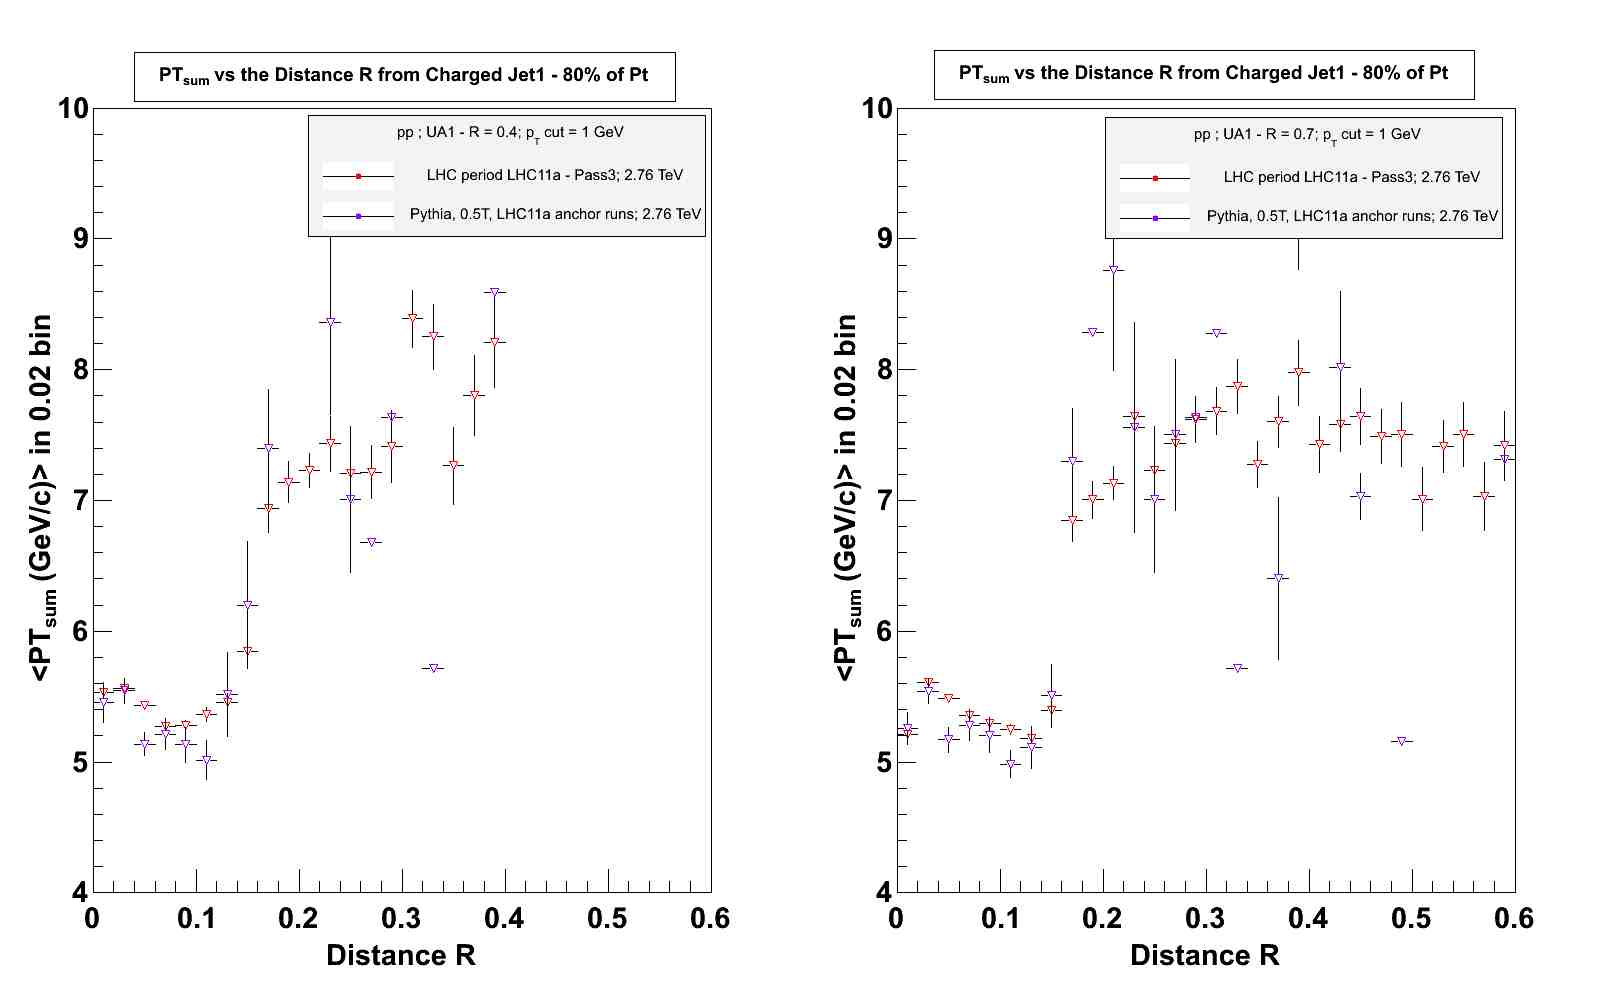 PTsum vs the Distance R from Charged Jet1 - 80% of Pt
10
9
8
7
6
5
4
<PTsum (GeV/c)> in 0.02 bin
pp ; UA1 - R = 0.4; pT cut = 1 GeV
LHC period LHC11a - Pass3; 2.76 TeV
Pythia, 0.5T, LHC11a anchor runs; 2.76 TeV
0 0.1 0.2 0.3 0.4 0.5 0.6
Distance R
PTsum vs the Distance R from Charged Jet1 - 80% of Pt
10
9
8
7
6
5
4
<PTsum (GeV/c)> in 0.02 bin
pp ; UA1 - R = 0.7; pT cut = 1 GeV
LHC period LHC11a - Pass3; 2.76 TeV
Pythia, 0.5T, LHC11a anchor runs; 2.76 TeV
0 0.1 0.2 0.3 0.4 0.5 0.6
Distance R